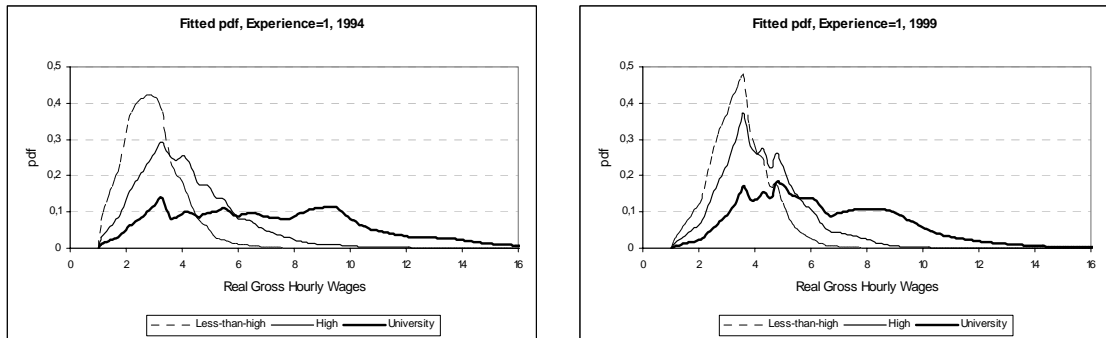 Fitted pdf, Experience=1, 1994
0,5
0,4
0,3
0,2
0,1
0
pdf
0 2 4 6 8 10 12 14 16
Real Gross Hourly Wages
Less-than-high High University
Fitted pdf, Experience=1, 1999
0,5
0,4
0,3
0,2
0,1
0
pdf
0 2 4 6 8 10 12 14 16
Real Gross Hourly Wages
Less-than-high High University